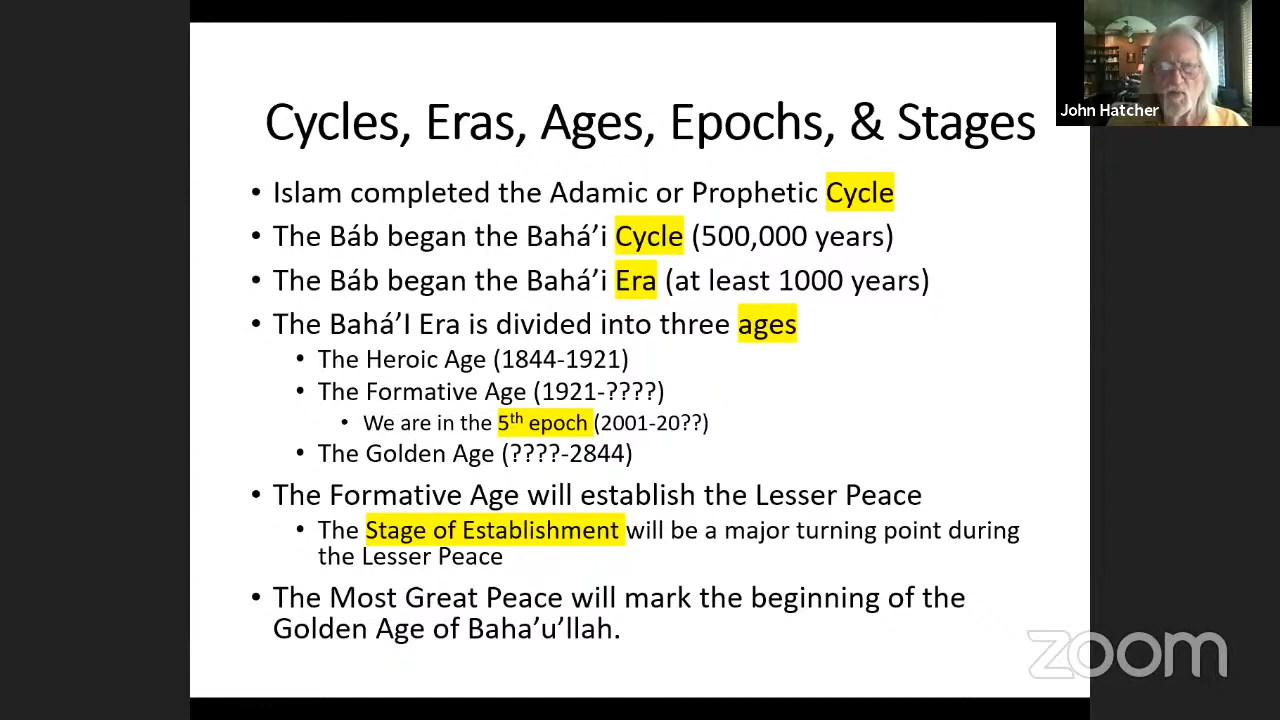 John Hatcher
Cycles, Eras, Ages, Epochs, & Stages
• Islam completed the Adamic or Prophetic Cycle
• The Báb began the Bahá’i Cycle (500,000 years)
• The Báb began the Bahá’i Era (at least 1000 years)
• The Bahá’I Era is divided into three ages
• The Heroic Age (1844-1921)
• The Formative Age (1921-????)
• We are in the 5th epoch (2001-20??)
• The Golden Age (????-2844)
• The Formative Age will establish the Lesser Peace
• The Stage of Establishment will be a major turning point during
the Lesser Peace
• The Most Great Peace will mark the beginning of the
Golden Age of Baha’u’llah.
zoom